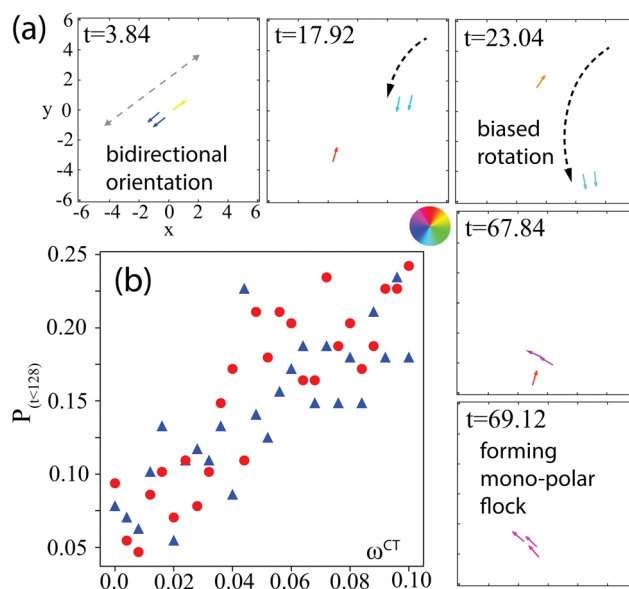 (a)
t=3.84
t=17.92
t=23.04
6
4
2
y 0
-2
-4
-6
bidirectional
orientation
biased
rotation
-6 -4 -2 0 2 4 6
x
t=67.84
(b)
0.25
0.20
0.15
0.10
0.05
P(t<128)
ωCT
0.0 0.02 0.04 0.06 0.08 0.10
t=69.12
forming
mono-polar
flock